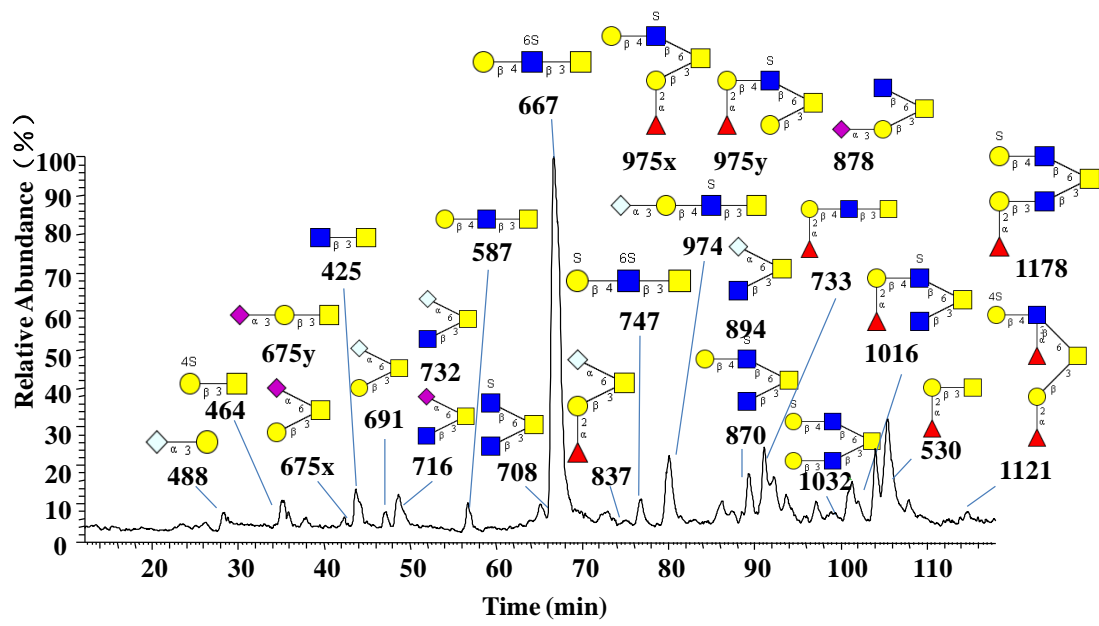 S
6S
β 4 β 3
667
S
β 4
β 6
β 3
2
α
975x
S
β 4
β 6
β 3
2
α
975y
β 6
α 3 β 3
878
S
β 4
β 6
β 4 β 3
2
α
1178
Relative Abundance (%)
100
90
80
70
60
50
40
30
20
10
0
20
30
40
50
60
70
80
90
100
110
Time (min)
α 3
488
4S
β 3
464
α 3 β 3
675y
α 6
β 3
675x
β 3
425
α 6
β 3
691
α 6
β 3
732
α 6
β 3
716
β 4 β 3
587
S
β 6
β 3
708
α 6
β 3
2
α
837
S 6S
β 4 β 3
747
S
α 3 β 4 β 3
974
α 6
β 3
894
S
β 4
β 6
β 3
870
β 4 β 3
2
α
733
S
β 4
β 6
S
β 4 β 3
1032
S
β 4
β 6
β 3
2
α
1016
β 3
2
α
530
4S
β 4
β 6
α 3
β 3
2
α
1121